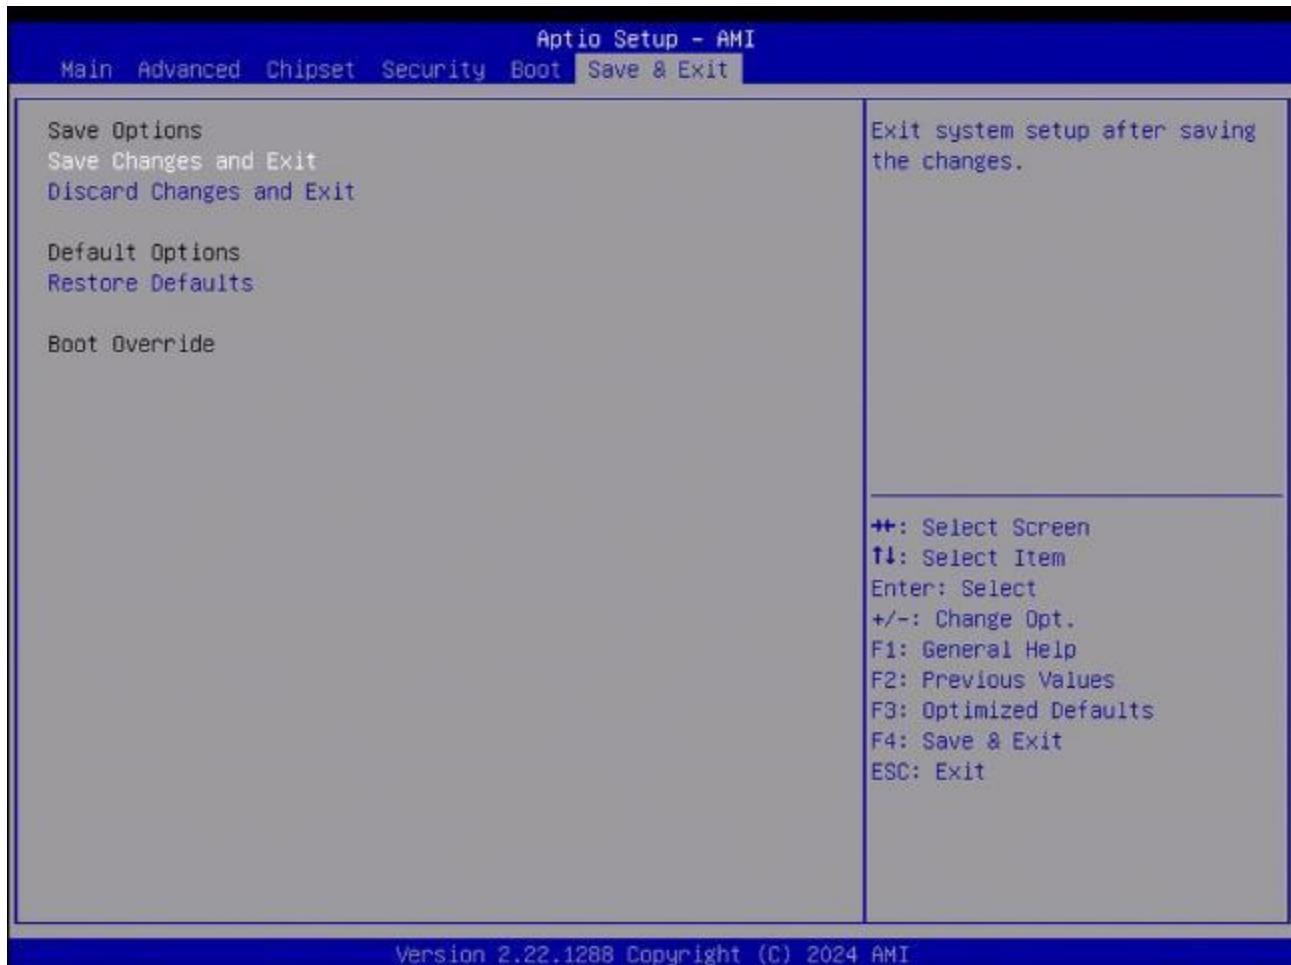 Aptio Setup - AMI
Main Advanced Chipset Security Boot Save & Exit
Save Options
Save Changes and Exit
Discard Changes and Exit
Default Options
Restore Defaults
Boot Override
Exit system setup after saving
the changes.
→←: Select Screen
↑↓: Select Item
Enter: Select
+/-: Change Opt.
F1: General Help
F2: Previous Values
F3: Optimized Defaults
F4: Save & Exit
ESC: Exit
Version 2.22.1288 Copyright (C) 2024 AMI